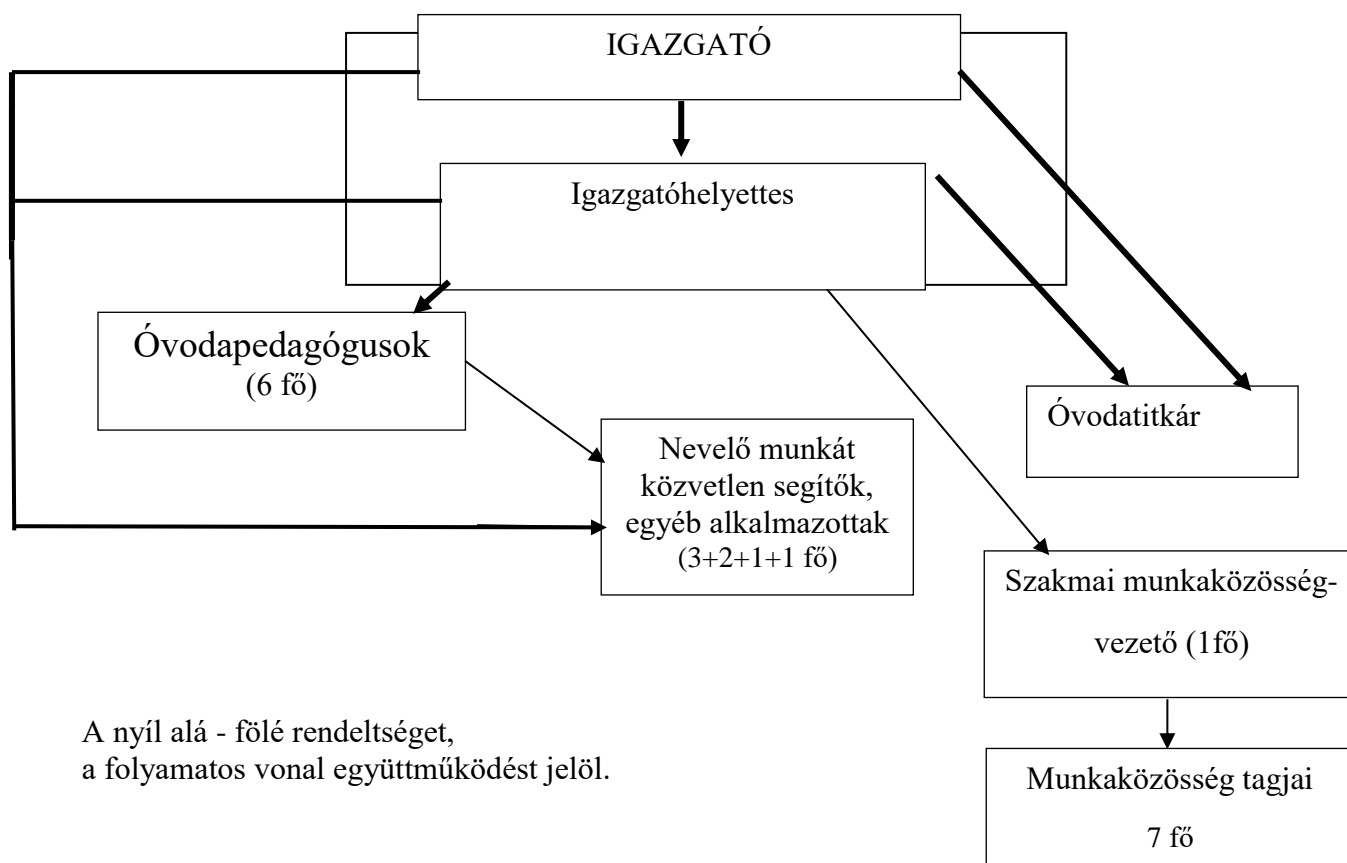 IGAZGATÓ
Igazgatóhelyettes
Óvodapedagógusok
(6 fő)
Óvodatitkár
Nevelő munkát
közvetlen segítők,
egyéb alkalmazottak
(3+2+1+1 fő)
Szakmai munkaközösség-
vezető (1fő)
A nyíl alá - fölé rendeltséget,
a folyamatos vonal együttműködést jelöl.
Munkaközösség tagjai
7 fő